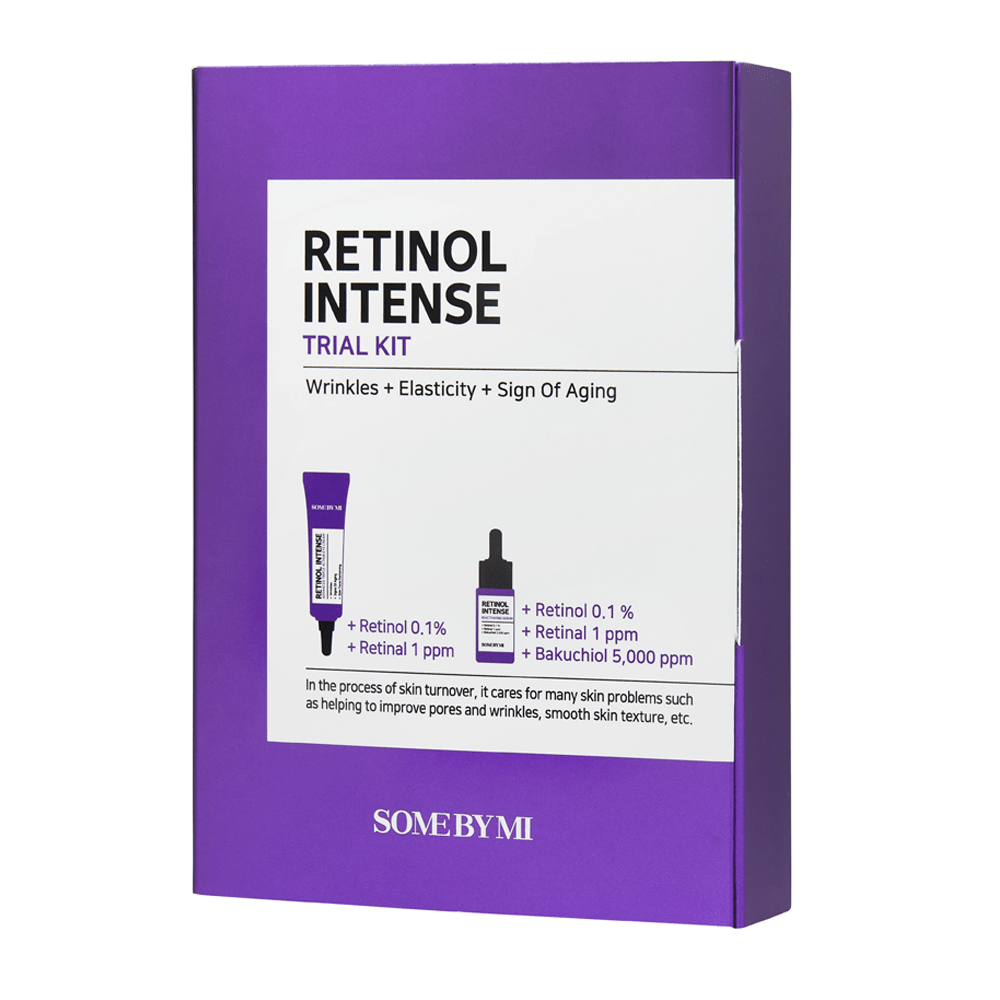 RETINOL
INTENSE
TRIAL KIT
Wrinkles + Elasticity + Sign Of Aging
SOME BY MI
RETINOL INTENSE
+ Retinol 0.1%
+ Retinal 1 ppm
RETINOL
INTENSE
SOME BY MI
+ Retinol 0.1 %
+ Retinal 1 ppm
+ Bakuchiol 5,000 ppm
In the process of skin turnover, it cares for many skin problems such
as helping to improve pores and wrinkles, smooth skin texture, etc.
SOME BY MI